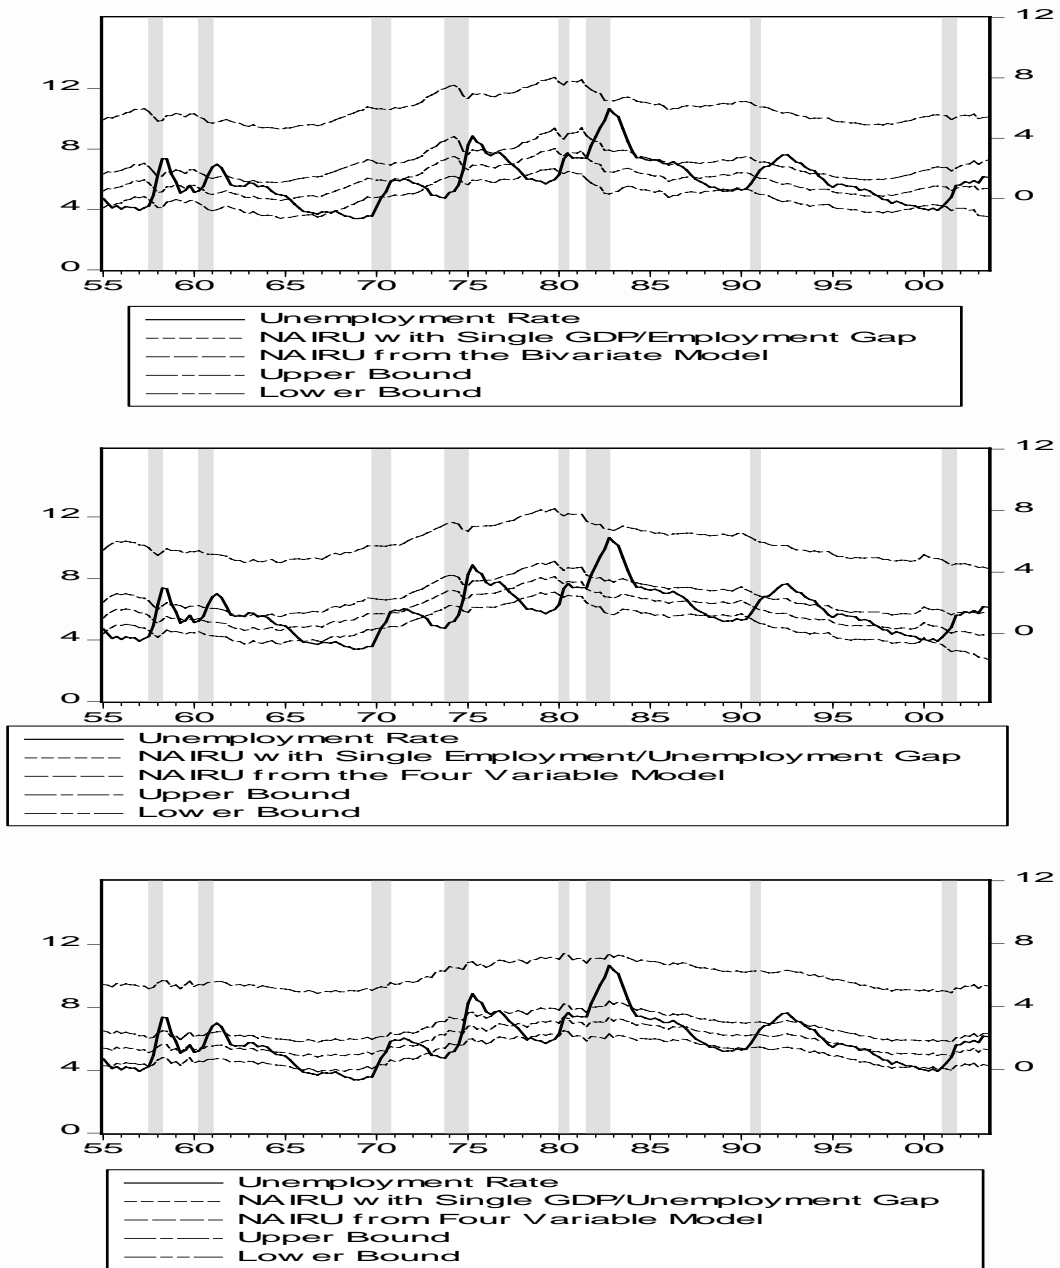 12
12
8
8
4
4
0
0
55 60 65 70 75 80 85 90 95 00
Unemployment Rate
NAIRU with Single GDP/Employment Gap
NAIRU from the Bivariate Model
Upper Bound
Lower Bound
12
12
8
8
4
4
0
0
55 60 65 70 75 80 85 90 95 00
Unemployment Rate
NAIRU with Single Employment/Unemployment Gap
NAIRU from the Four Variable Model
Upper Bound
Lower Bound
12
12
8
8
4
4
0
0
55 60 65 70 75 80 85 90 95 00
Unemployment Rate
NAIRU with Single GDP/Unemployment Gap
NAIRU from Four Variable Model
Upper Bound
Lower Bound